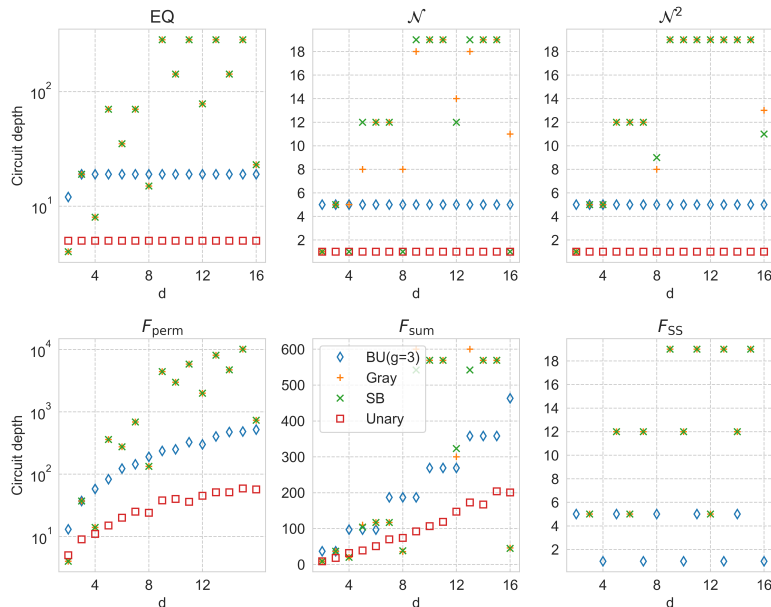 EQ
𝒩
𝒩²
Circuit depth
10²
10¹
4 8 12 16
d
18
16
14
12
10
8
6
4
2
4 8 12 16
d
18
16
14
12
10
8
6
4
2
4 8 12 16
d
F_perm
F_sum
F_SS
Circuit depth
10⁴
10³
10²
10¹
4 8 12 16
d
600
500
400
300
200
100
0
BU(g=3)
Gray
SB
Unary
4 8 12 16
d
18
16
14
12
10
8
6
4
2
4 8 12 16
d